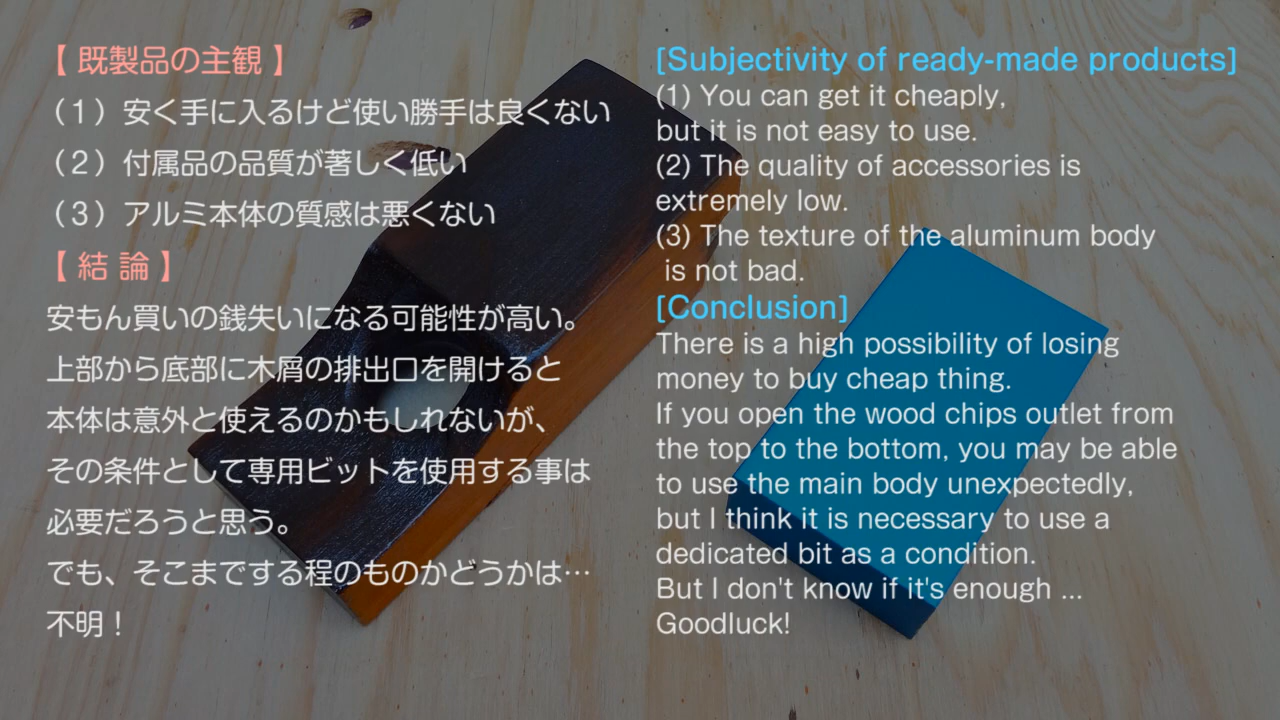 【 既製品の主観 】
（１）安く手に入るけど使い勝手は良くない
（２）付属品の品質が著しく低い
（３）アルミ本体の質感は悪くない
【 結 論 】
安もん買いの銭失いになる可能性が高い。
上部から底部に木屑の排出口を開けると
本体は意外と使えるのかもしれないが、
その条件として専用ビットを使用する事は
必要だろうと思う。
でも、そこまでする程のものかどうかは…
不明！
[Subjectivity of ready-made products]
(1) You can get it cheaply,
but it is not easy to use.
(2) The quality of accessories is
extremely low.
(3) The texture of the aluminum body
is not bad.
[Conclusion]
There is a high possibility of losing
money to buy cheap thing.
If you open the wood chips outlet from
the top to the bottom, you may be able
to use the main body unexpectedly,
but I think it is necessary to use a
dedicated bit as a condition.
But I don't know if it's enough ...
Goodluck!